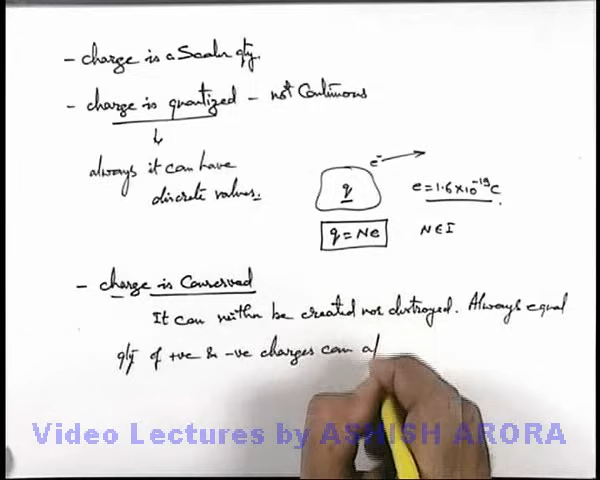 - charge is a Scalar qty.
- charge is quantized - not Continuous
always it can have
discrete values.
e⁻
q
e = 1.6×10⁻¹⁹C
q = Ne
N ∈ I
- charge is Conserved
It can neither be created nor destroyed. Always equal
qty of +ve & -ve charges can a
Video Lectures by ASHISH ARORA